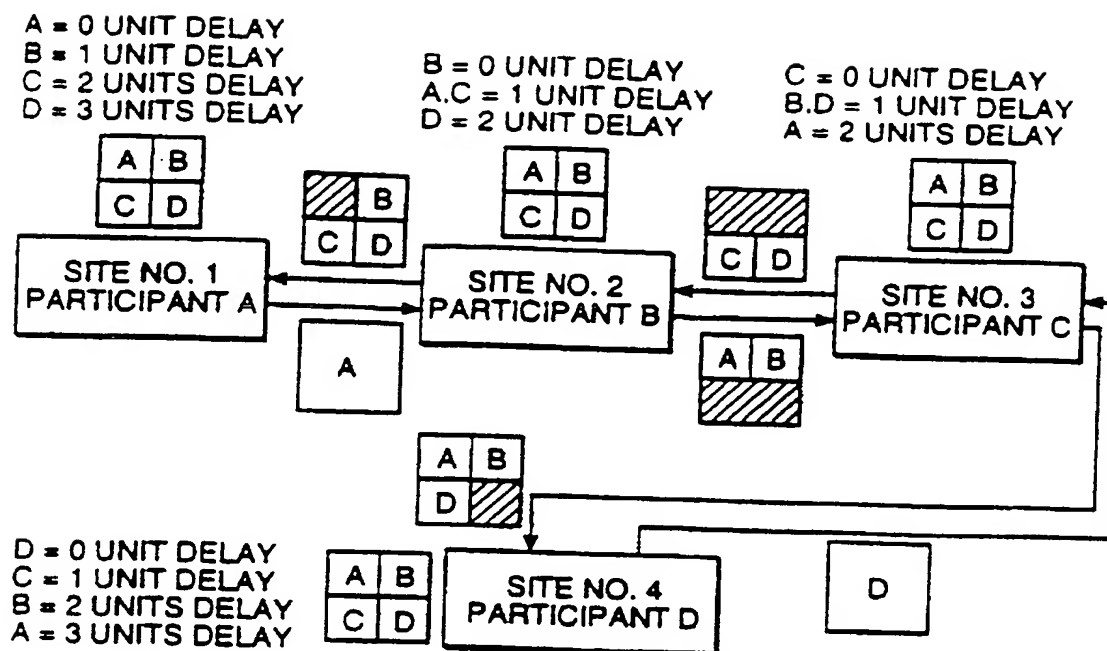 A = 0 UNIT DELAY
B = 1 UNIT DELAY
C = 2 UNITS DELAY
D = 3 UNITS DELAY
B = 0 UNIT DELAY
A.C = 1 UNIT DELAY
D = 2 UNIT DELAY
C = 0 UNIT DELAY
B.D = 1 UNIT DELAY
A = 2 UNITS DELAY
A B
C D
B
C D
A B
C D
C D
A B
C D
SITE NO. 1
PARTICIPANT A
SITE NO. 2
PARTICIPANT B
SITE NO. 3
PARTICIPANT C
A
A B
A B
D
D = 0 UNIT DELAY
C = 1 UNIT DELAY
B = 2 UNITS DELAY
A = 3 UNITS DELAY
A B
C D
SITE NO. 4
PARTICIPANT D
D